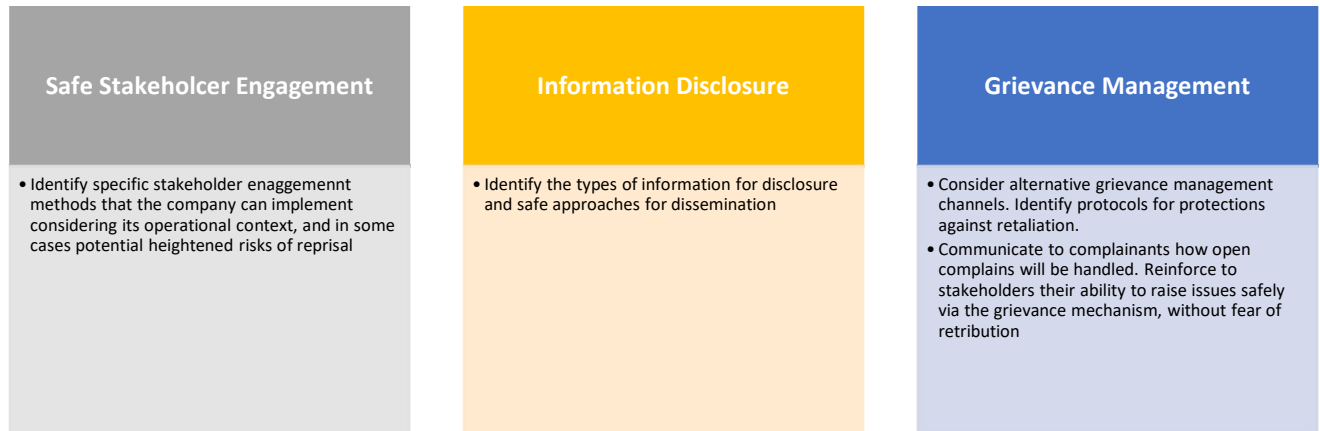 Safe Stakeholcer Engagement
• Identify specific stakeholder enaggemennt
methods that the company can implement
considering its operational context, and in some
cases potential heightened risks of reprisal
Information Disclosure
• Identify the types of information for disclosure
and safe approaches for dissemination
Grievance Management
• Consider alternative grievance management
channels. Identify protocols for protections
against retaliation.
• Communicate to complainants how open
complains will be handled. Reinforce to
stakeholders their ability to raise issues safely
via the grievance mechanism, without fear of
retribution